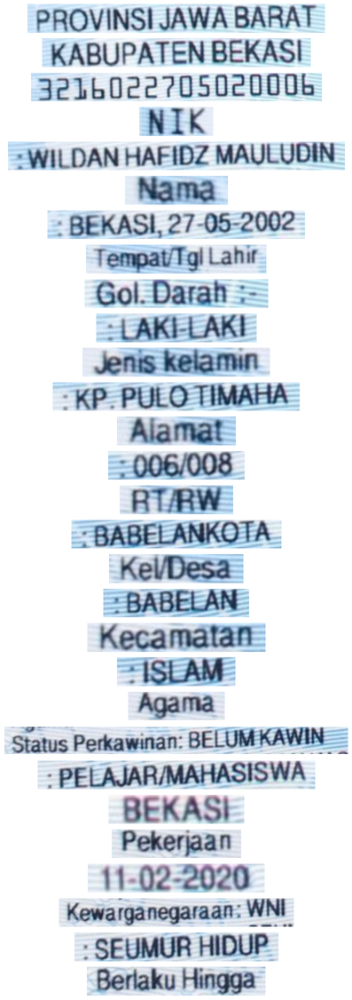 PROVINSI JAWA BARAT
KABUPATEN BEKASI
3216022705020006
NIK
: WILDAN HAFIDZ MAULUDIN
Nama
: BEKASI, 27-05-2002
Tempat/Tgl Lahir
Gol. Darah :-
: LAKI-LAKI
Jenis kelamin
: KP. PULO TIMAHA
Alamat
: 006/008
RT/RW
: BABELANKOTA
Kel/Desa
: BABELAN
Kecamatan
: ISLAM
Agama
Status Perkawinan: BELUM KAWIN
: PELAJAR/MAHASISWA
BEKASI
Pekerjaan
11-02-2020
Kewarganegaraan: WNI
: SEUMUR HIDUP
Berlaku Hingga